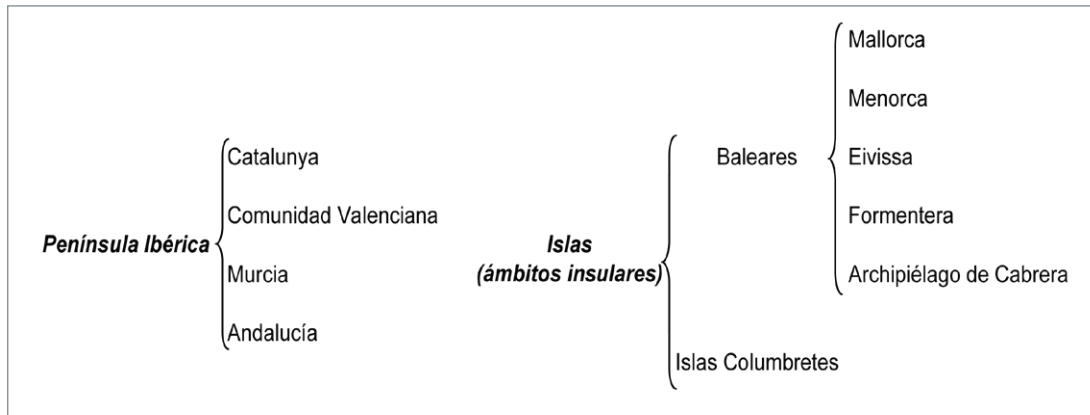 Península Ibérica
Catalunya
Comunidad Valenciana
Murcia
Andalucía
Islas
(ámbitos insulares)
Baleares
Mallorca
Menorca
Eivissa
Formentera
Archipiélago de Cabrera
Islas Columbretes